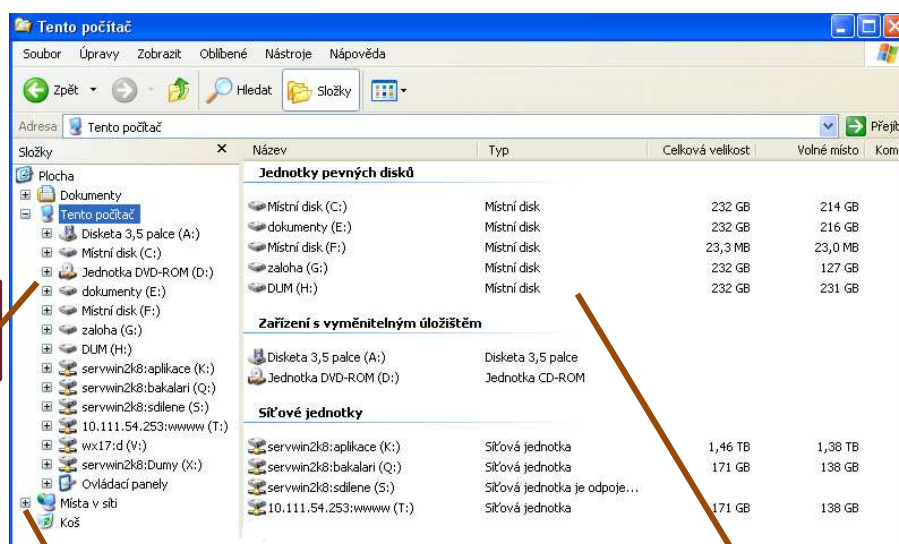 Tento počítač
Soubor Úpravy Zobrazit Oblíbené Nástroje Nápověda
Zpět Hledat Složky
Adresa Tento počítač Přejít
Složky
Plocha
Dokumenty
Tento počítač
Disketa 3,5 palce (A:)
Místní disk (C:)
Jednotka DVD-ROM (D:)
dokumenty (E:)
Místní disk (F:)
zaloha (G:)
DUM (H:)
servwin2k8:aplikace (K:)
servwin2k8:bakalari (Q:)
servwin2k8:sdilene (S:)
10.111.54.253:wwww (T:)
wx17:d (V:)
servwin2k8:Dumy (X:)
Ovládací panely
Místa v síti
Koš
Název Typ Celková velikost Volné místo Kom
Jednotky pevných disků
Místní disk (C:) Místní disk 232 GB 214 GB
dokumenty (E:) Místní disk 232 GB 216 GB
Místní disk (F:) Místní disk 23,3 MB 23,0 MB
zaloha (G:) Místní disk 232 GB 127 GB
DUM (H:) Místní disk 232 GB 231 GB
Zařízení s vyměnitelným úložištěm
Disketa 3,5 palce (A:) Disketa 3,5 palce
Jednotka DVD-ROM (D:) Jednotka CD-ROM
Síťové jednotky
servwin2k8:aplikace (K:) Síťová jednotka 1,46 TB 1,38 TB
servwin2k8:bakalari (Q:) Síťová jednotka 171 GB 138 GB
servwin2k8:sdilene (S:) Síťová jednotka je odpoje...
10.111.54.253:wwww (T:) Síťová jednotka 171 GB 138 GB